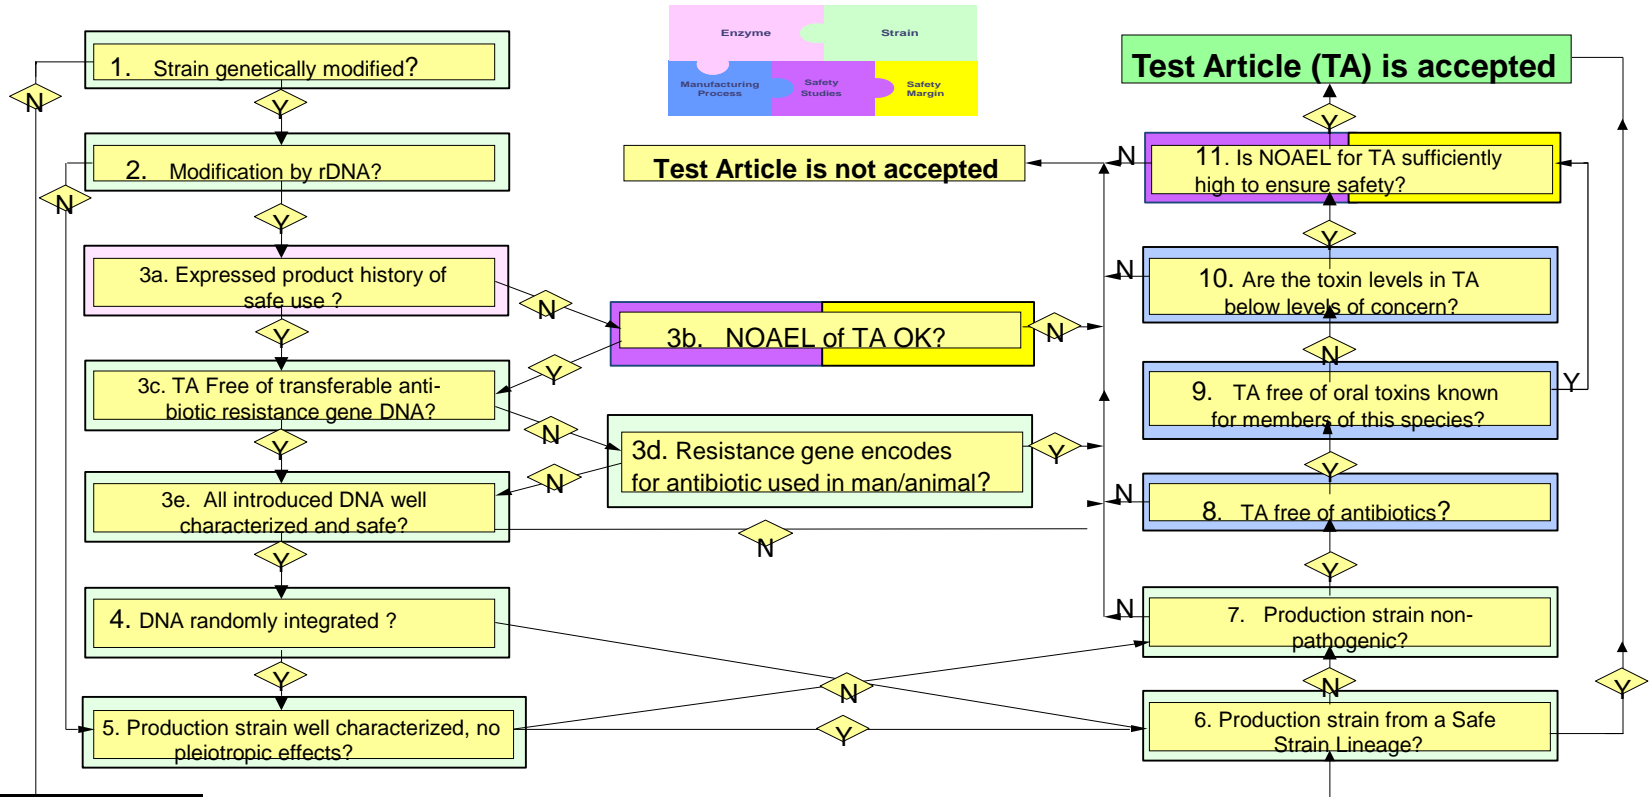 Enzyme
Strain
Manufacturing
Process
Safety
Studies
Safety
Margin
1. Strain genetically modified?
N
Y
2. Modification by rDNA?
N
Y
3a. Expressed product history of
safe use ?
N
Y
3b. NOAEL of TA OK?
N
Y
3c. TA Free of transferable anti-
biotic resistance gene DNA?
N
Y
3d. Resistance gene encodes
for antibiotic used in man/animal?
Y
N
3e. All introduced DNA well
characterized and safe?
N
Y
4. DNA randomly integrated ?
N
Y
5. Production strain well characterized, no
pleiotropic effects?
Y
Test Article is not accepted
Test Article (TA) is accepted
Y
N
11. Is NOAEL for TA sufficiently
high to ensure safety?
Y
N
10. Are the toxin levels in TA
below levels of concern?
N
Y
9. TA free of oral toxins known
for members of this species?
Y
N
8. TA free of antibiotics?
Y
N
7. Production strain non-
pathogenic?
N
Y
6. Production strain from a Safe
Strain Lineage?